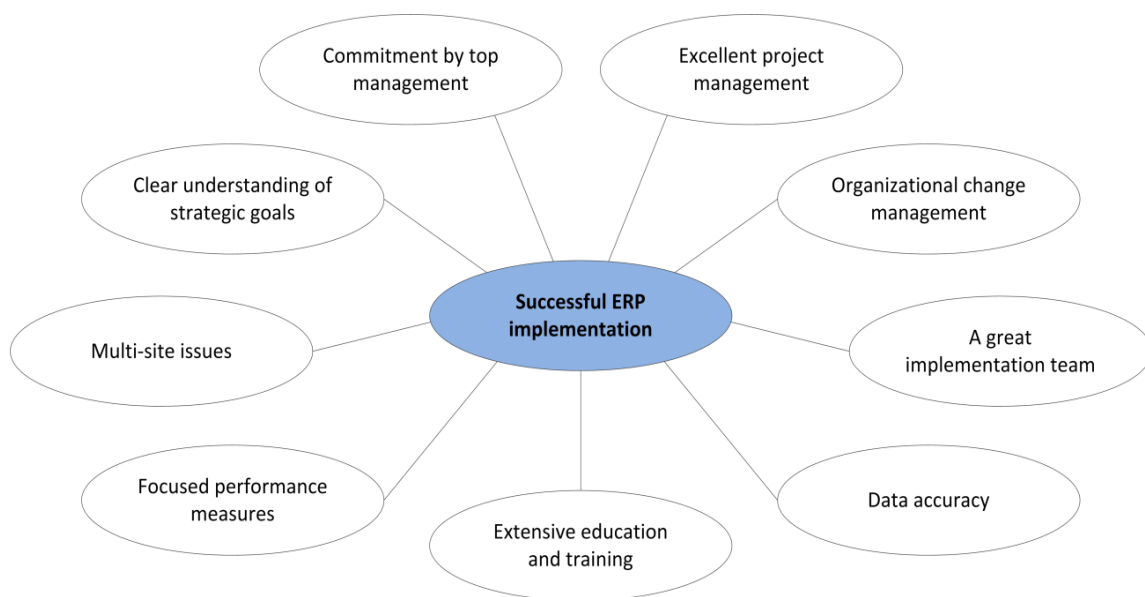 Commitment by top
management
Excellent project
management
Clear understanding of
strategic goals
Organizational change
management
Successful ERP
implementation
Multi-site issues
A great
implementation team
Focused performance
measures
Extensive education
and training
Data accuracy